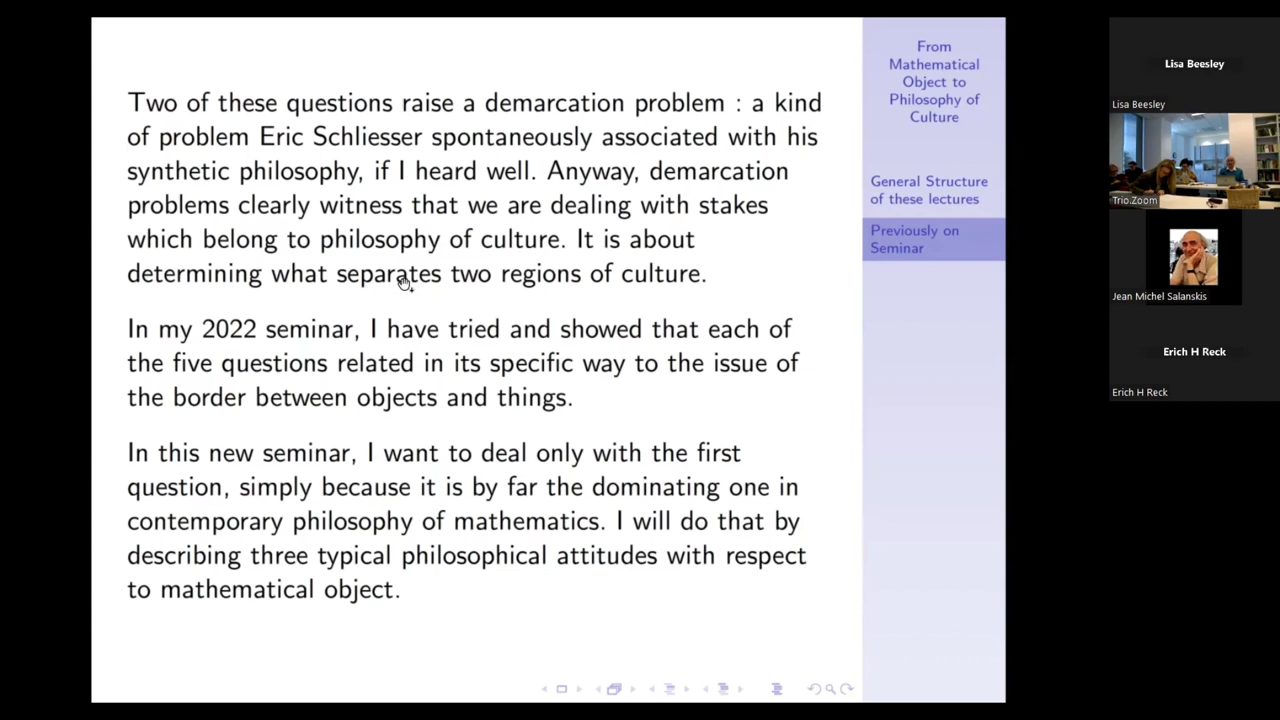 Two of these questions raise a demarcation problem : a kind
of problem Eric Schliesser spontaneously associated with his
synthetic philosophy, if I heard well. Anyway, demarcation
problems clearly witness that we are dealing with stakes
which belong to philosophy of culture. It is about
determining what separates two regions of culture.
In my 2022 seminar, I have tried and showed that each of
the five questions related in its specific way to the issue of
the border between objects and things.
In this new seminar, I want to deal only with the first
question, simply because it is by far the dominating one in
contemporary philosophy of mathematics. I will do that by
describing three typical philosophical attitudes with respect
to mathematical object.
From
Mathematical
Object to
Philosophy of
Culture
General Structure
of these lectures
Previously on
Seminar
Lisa Beesley
Lisa Beesley
Trio.Zoom
Jean Michel Salanskis
Erich H Reck
Erich H Reck